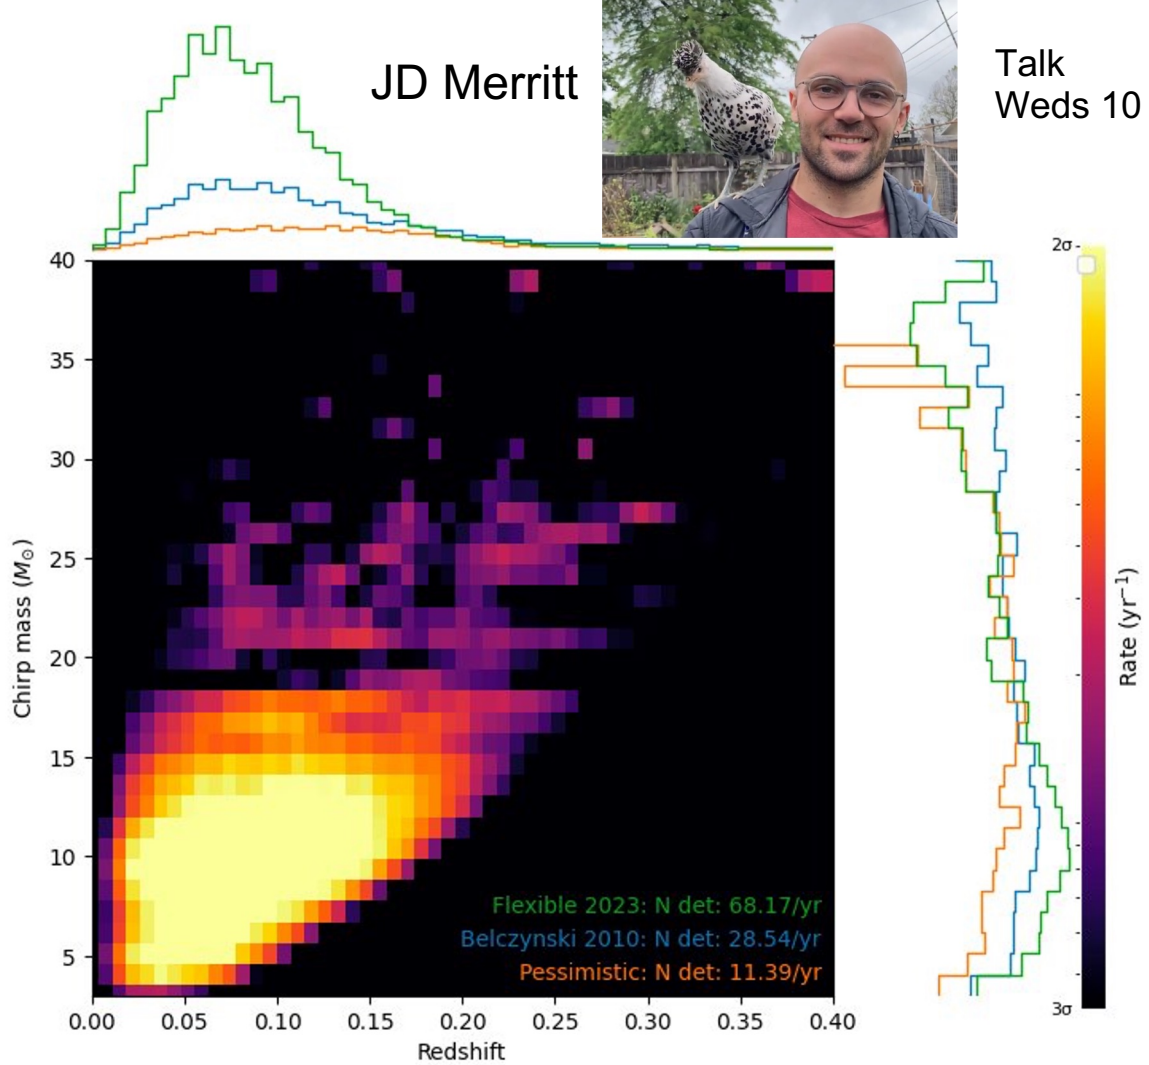 JD Merritt
Talk
Weds 10
40
35
30
25
20
15
10
5
Chirp mass (M☉)
0.00 0.05 0.10 0.15 0.20 0.25 0.30 0.35 0.40
Redshift
Flexible 2023: N det: 68.17/yr
Belczynski 2010: N det: 28.54/yr
Pessimistic: N det: 11.39/yr
2σ
3σ
Rate (yr⁻¹)